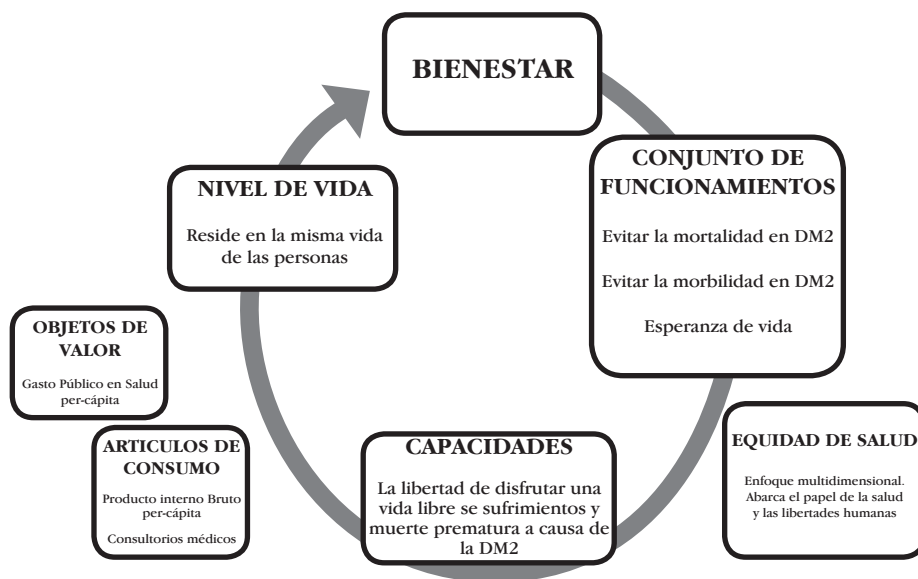 BIENESTAR
CONJUNTO DE
FUNCIONAMIENTOS
Evitar la mortalidad en DM2
Evitar la morbilidad en DM2
Esperanza de vida
NIVEL DE VIDA
Reside en la misma vida
de las personas
OBJETOS DE
VALOR
Gasto Público en Salud
per-cápita
ARTICULOS DE
CONSUMO
Producto interno Bruto
per-cápita
Consultorios médicos
CAPACIDADES
La libertad de disfrutar una
vida libre se sufrimientos y
muerte prematura a causa de
la DM2
EQUIDAD DE SALUD
Enfoque multidimensional.
Abarca el papel de la salud
y las libertades humanas